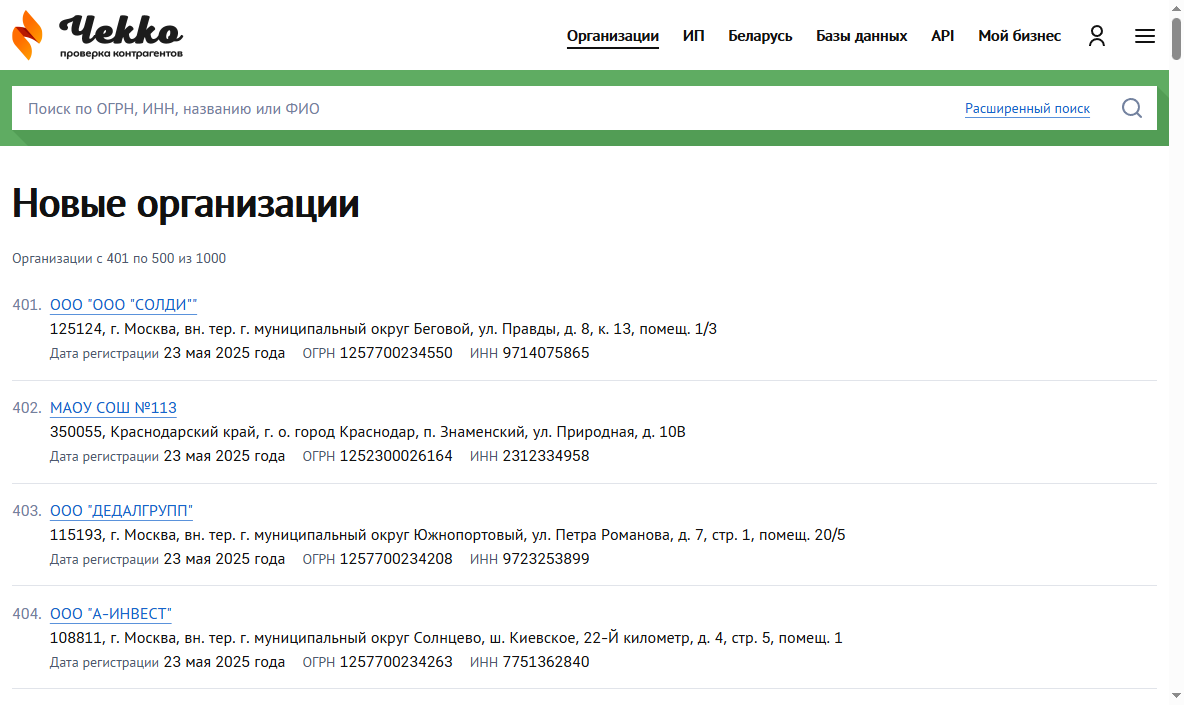 Чекко
проверка контрагентов
Организации ИП Беларусь Базы данных API Мой бизнес
Поиск по ОГРН, ИНН, названию или ФИО Расширенный поиск
Новые организации
Организации с 401 по 500 из 1000
401. ООО "ООО "СОЛДИ""
125124, г. Москва, вн. тер. г. муниципальный округ Беговой, ул. Правды, д. 8, к. 13, помещ. 1/3
Дата регистрации 23 мая 2025 года ОГРН 1257700234550 ИНН 9714075865
402. МАОУ СОШ №113
350055, Краснодарский край, г. о. город Краснодар, п. Знаменский, ул. Природная, д. 10В
Дата регистрации 23 мая 2025 года ОГРН 1252300026164 ИНН 2312334958
403. ООО "ДЕДАЛГРУПП"
115193, г. Москва, вн. тер. г. муниципальный округ Южнопортовый, ул. Петра Романова, д. 7, стр. 1, помещ. 20/5
Дата регистрации 23 мая 2025 года ОГРН 1257700234208 ИНН 9723253899
404. ООО "А-ИНВЕСТ"
108811, г. Москва, вн. тер. г. муниципальный округ Солнцево, ш. Киевское, 22-Й километр, д. 4, стр. 5, помещ. 1
Дата регистрации 23 мая 2025 года ОГРН 1257700234263 ИНН 7751362840